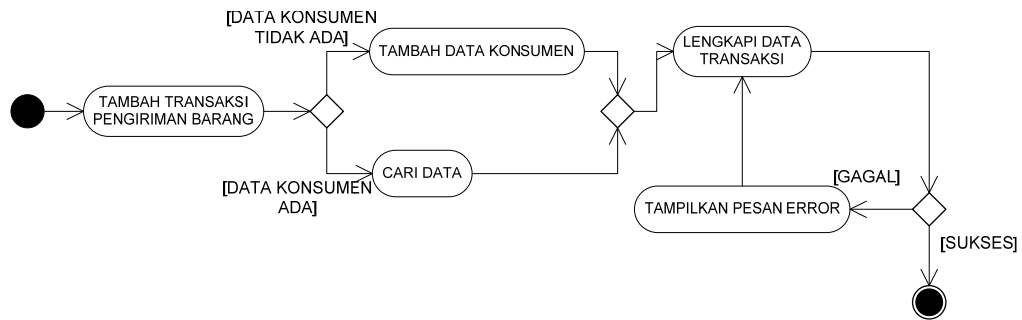 [DATA KONSUMEN
TIDAK ADA]
TAMBAH DATA KONSUMEN
LENGKAPI DATA
TRANSAKSI
TAMBAH TRANSAKSI
PENGIRIMAN BARANG
CARI DATA
[DATA KONSUMEN
ADA]
[GAGAL]
TAMPILKAN PESAN ERROR
[SUKSES]